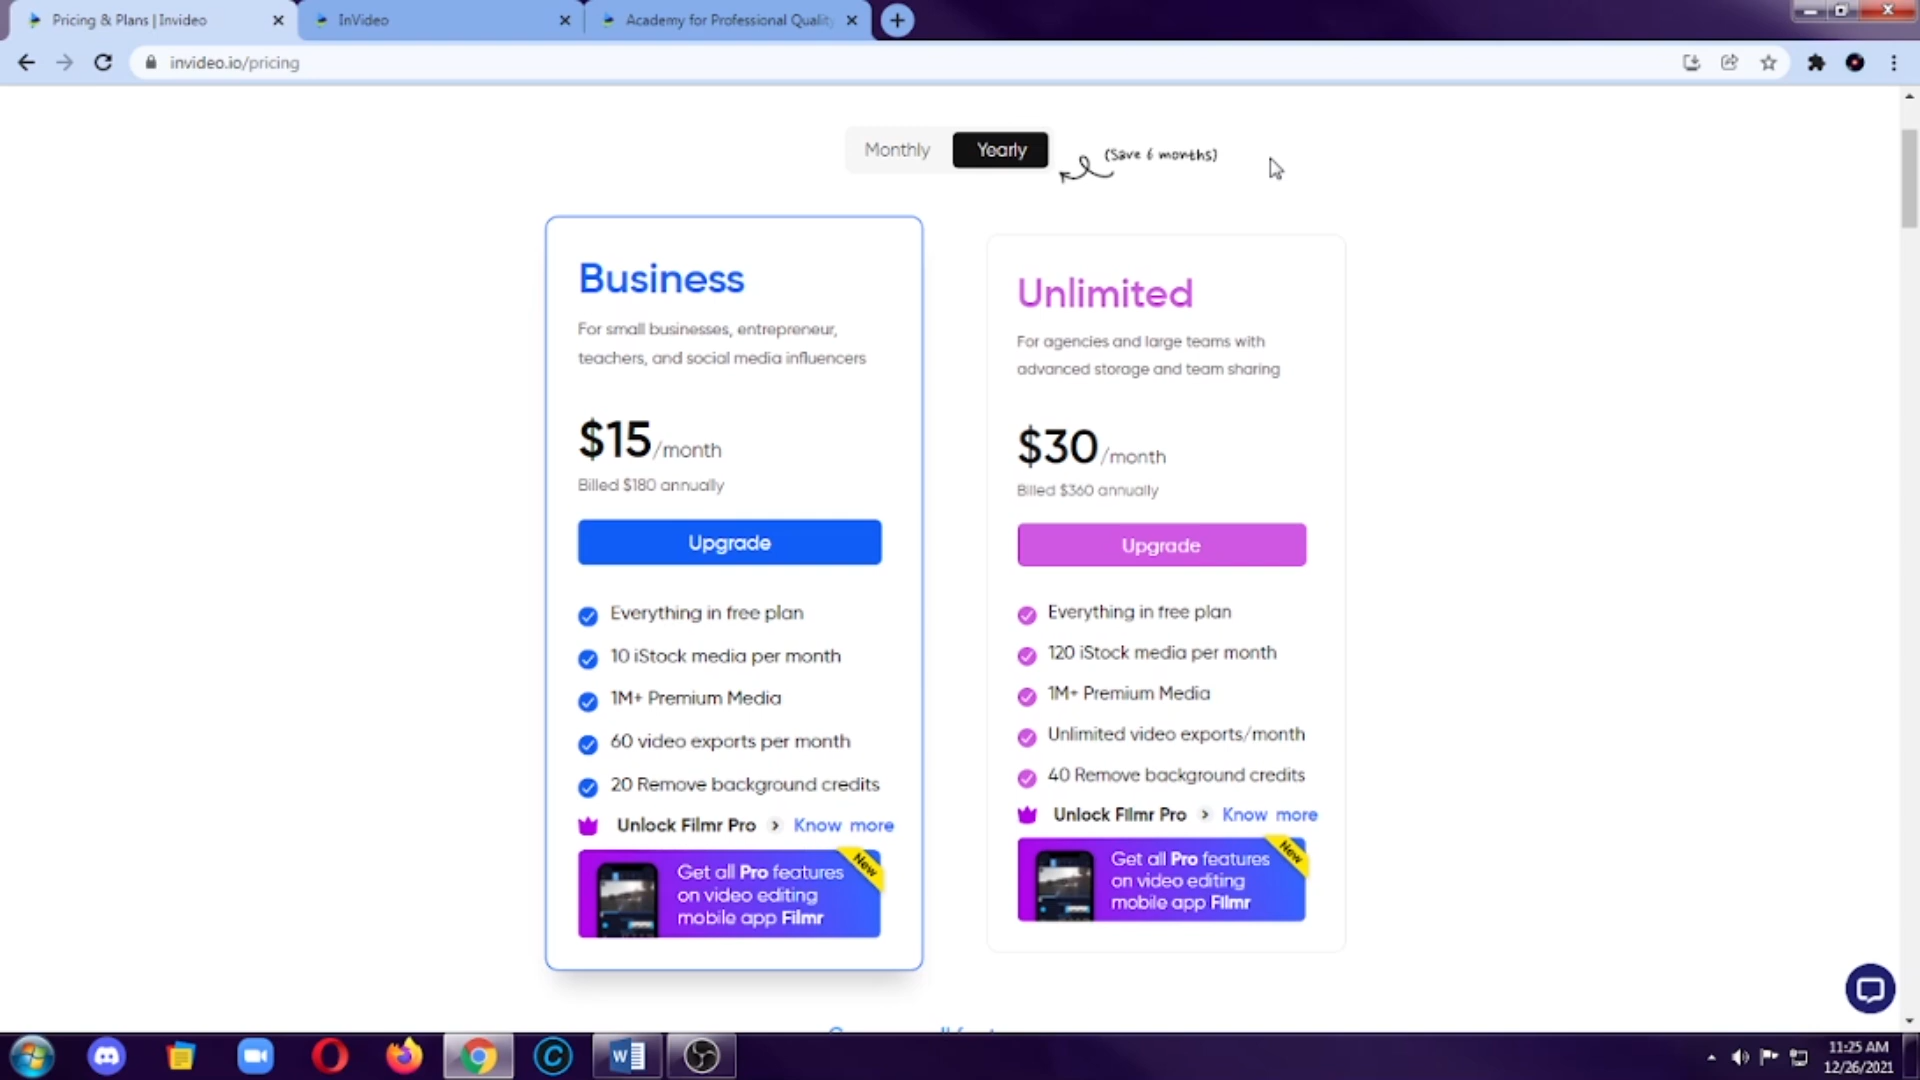 Pricing & Plans | Invideo
InVideo
Academy for Professional Quality
invideo.io/pricing
Monthly
Yearly
(Save 6 months)
Business
For small businesses, entrepreneur,
teachers, and social media influencers
$15/month
Billed $180 annually
Upgrade
Everything in free plan
10 iStock media per month
1M+ Premium Media
60 video exports per month
20 Remove background credits
Unlock Filmr Pro > Know more
Get all Pro features
on video editing
mobile app Filmr
New
Unlimited
For agencies and large teams with
advanced storage and team sharing
$30/month
Billed $360 annually
Upgrade
Everything in free plan
120 iStock media per month
1M+ Premium Media
Unlimited video exports/month
40 Remove background credits
Unlock Filmr Pro > Know more
Get all Pro features
on video editing
mobile app Filmr
New
11:25 AM
12/26/2021